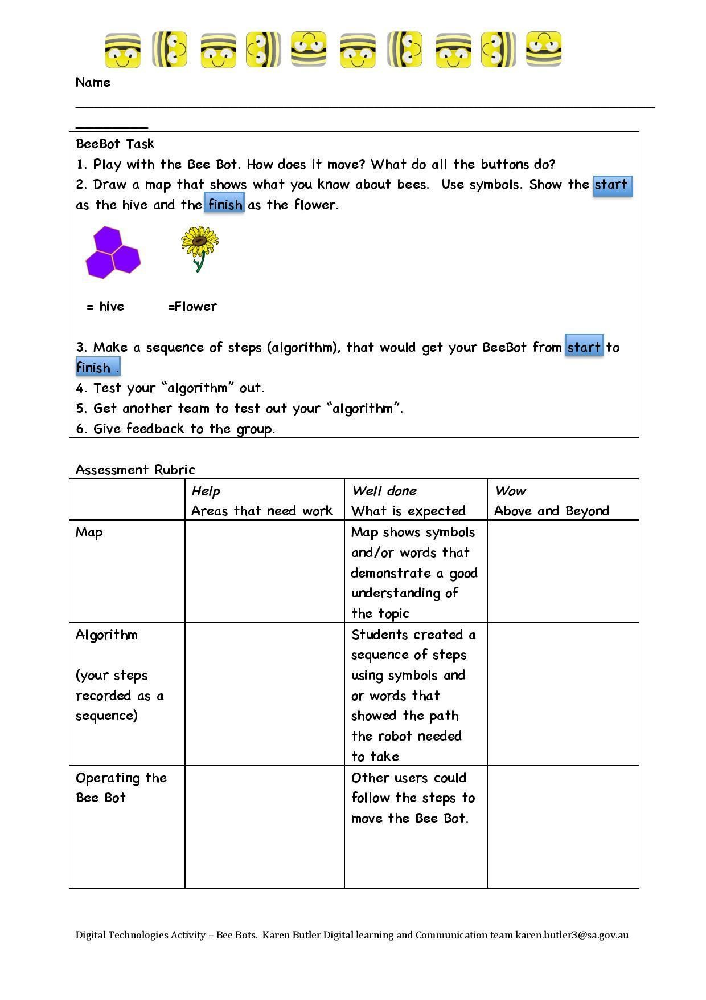 Name
BeeBot Task
1. Play with the Bee Bot. How does it move? What do all the buttons do?
2. Draw a map that shows what you know about bees.  Use symbols. Show the start
as the hive and the finish as the flower.
= hive =Flower
3. Make a sequence of steps (algorithm), that would get your BeeBot from start to
finish .
4. Test your “algorithm” out.
5. Get another team to test out your “algorithm”.
6. Give feedback to the group.
Assessment Rubric
Help
Areas that need work
Well done
What is expected
Wow
Above and Beyond
Map
Map shows symbols
and/or words that
demonstrate a good
understanding of
the topic
Algorithm
(your steps
recorded as a
sequence)
Students created a
sequence of steps
using symbols and
or words that
showed the path
the robot needed
to take
Operating the
Bee Bot
Other users could
follow the steps to
move the Bee Bot.
Digital Technologies Activity – Bee Bots.  Karen Butler Digital learning and Communication team karen.butler3@sa.gov.au